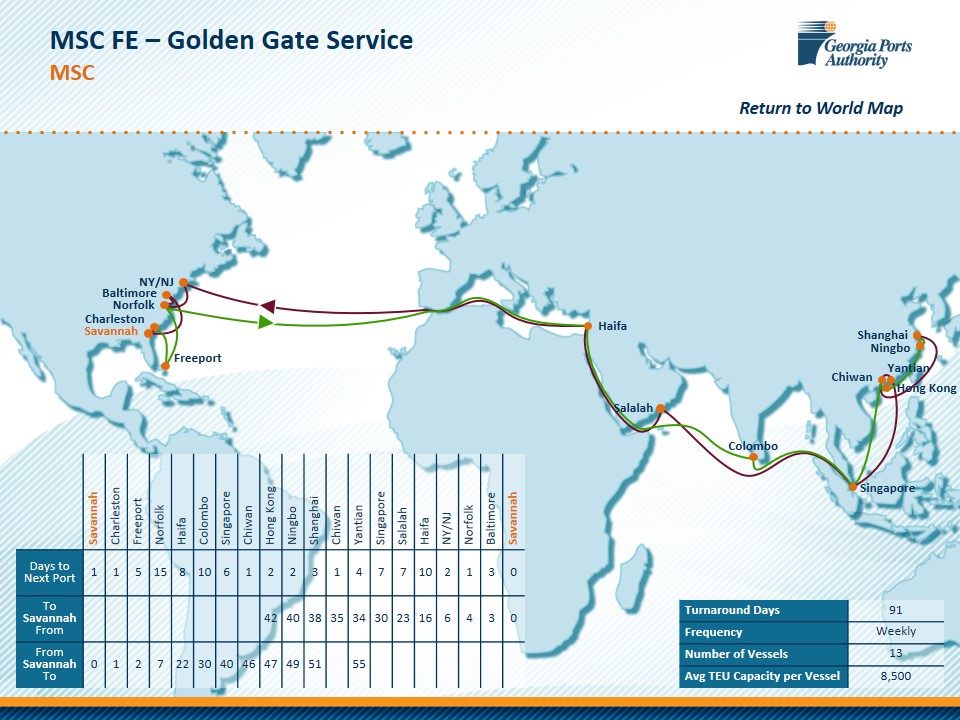 MSC FE – Golden Gate Service
MSC
Georgia Ports
Authority
Return to World Map
NY/NJ
Baltimore
Norfolk
Charleston
Savannah
Freeport
Haifa
Shanghai
Ningbo
Yantian
Chiwan
Hong Kong
Salalah
Colombo
Singapore
Savannah Charleston Freeport Norfolk Haifa Colombo Singapore Chiwan Hong Kong Ningbo Shanghai Chiwan Yantian Singapore Salalah Haifa NY/NJ Norfolk Baltimore Savannah
Days to
Next Port
1 1 5 15 8 10 6 1 2 2 3 1 4 7 7 10 2 1 3 0
To
Savannah
From
42 40 38 35 34 30 23 16 6 4 3 0
From
Savannah
To
0 1 2 7 22 30 40 46 47 49 51 55
Turnaround Days 91
Frequency Weekly
Number of Vessels 13
Avg TEU Capacity per Vessel 8,500